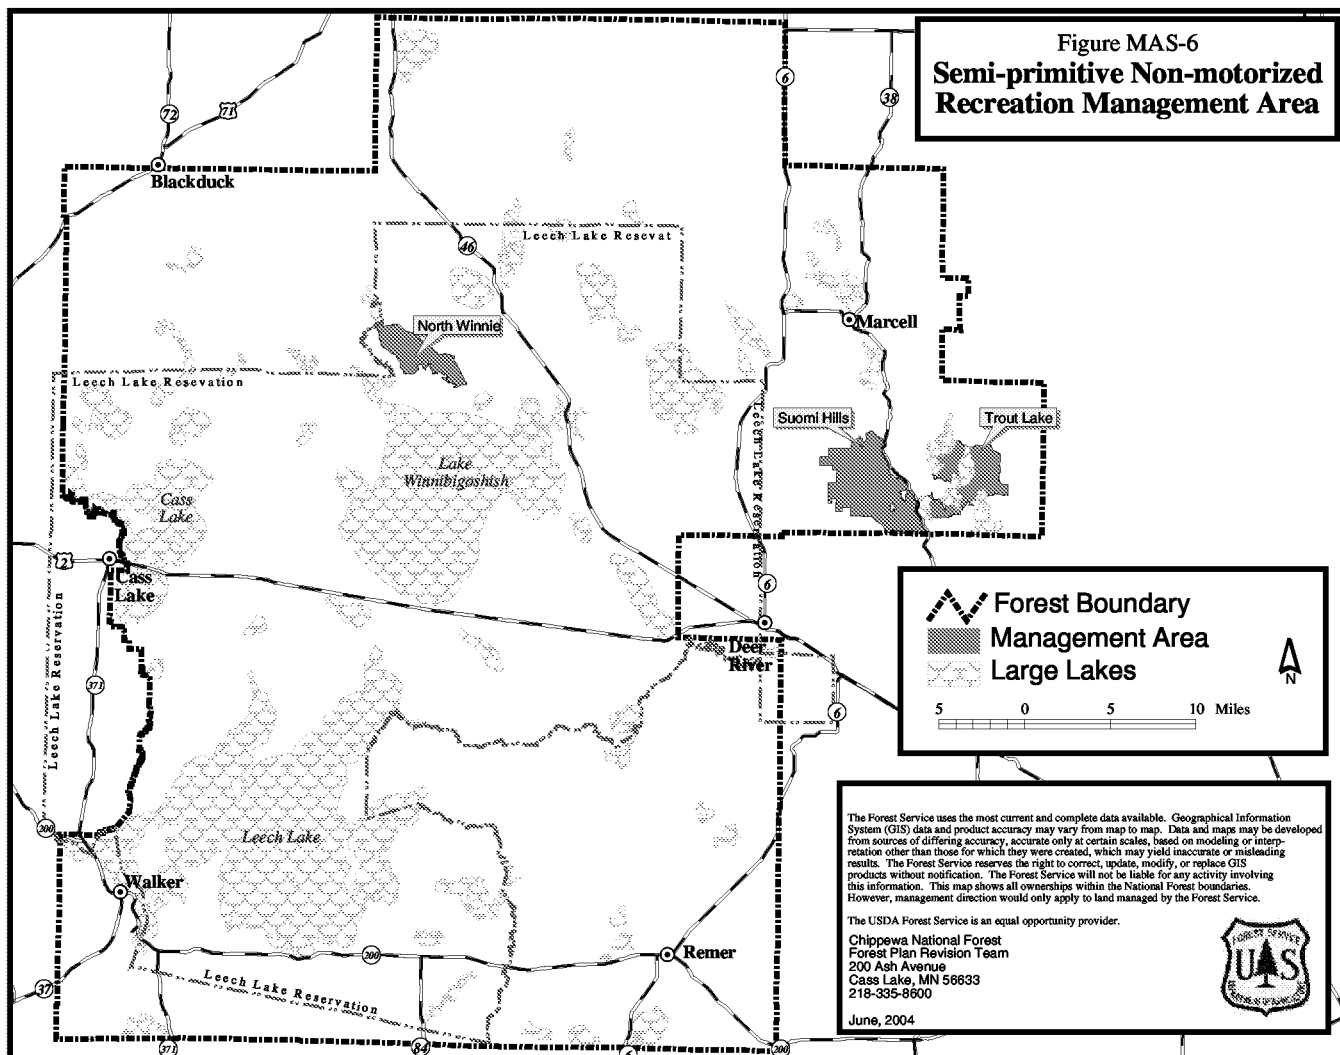 Figure MAS-6
Semi-primitive Non-motorized
Recreation Management Area
6
38
72
71
Blackduck
46
Leech Lake Resevat
North Winnie
Marcell
Leech Lake Resevation
Suomi Hills
Trout Lake
Leech Lake Reservation
Lake
Winnibigoshish
Cass
Lake
2
Cass
Lake
6
Leech Lake Reservation
Deer
River
371
6
Forest Boundary
Management Area
Large Lakes
N
5 0 5 10 Miles
200
Leech Lake
Walker
200
Remer
Leech Lake Reservation
37
371
84
6
200
The Forest Service uses the most current and complete data available. Geographical Information
System (GIS) data and product accuracy may vary from map to map. Data and maps may be developed
from sources of differing accuracy, accurate only at certain scales, based on modeling or interp-
retation other than those for which they were created, which may yield inaccurate or misleading
results. The Forest Service reserves the right to correct, update, modify, or replace GIS
products without notification. The Forest Service will not be liable for any activity involving
this information. This map shows all ownerships within the National Forest boundaries.
However, management direction would only apply to land managed by the Forest Service.
The USDA Forest Service is an equal opportunity provider.
Chippewa National Forest
Forest Plan Revision Team
200 Ash Avenue
Cass Lake, MN 56633
218-335-8600
June, 2004
FOREST SERVICE
U S
DEPARTMENT OF AGRICULTURE